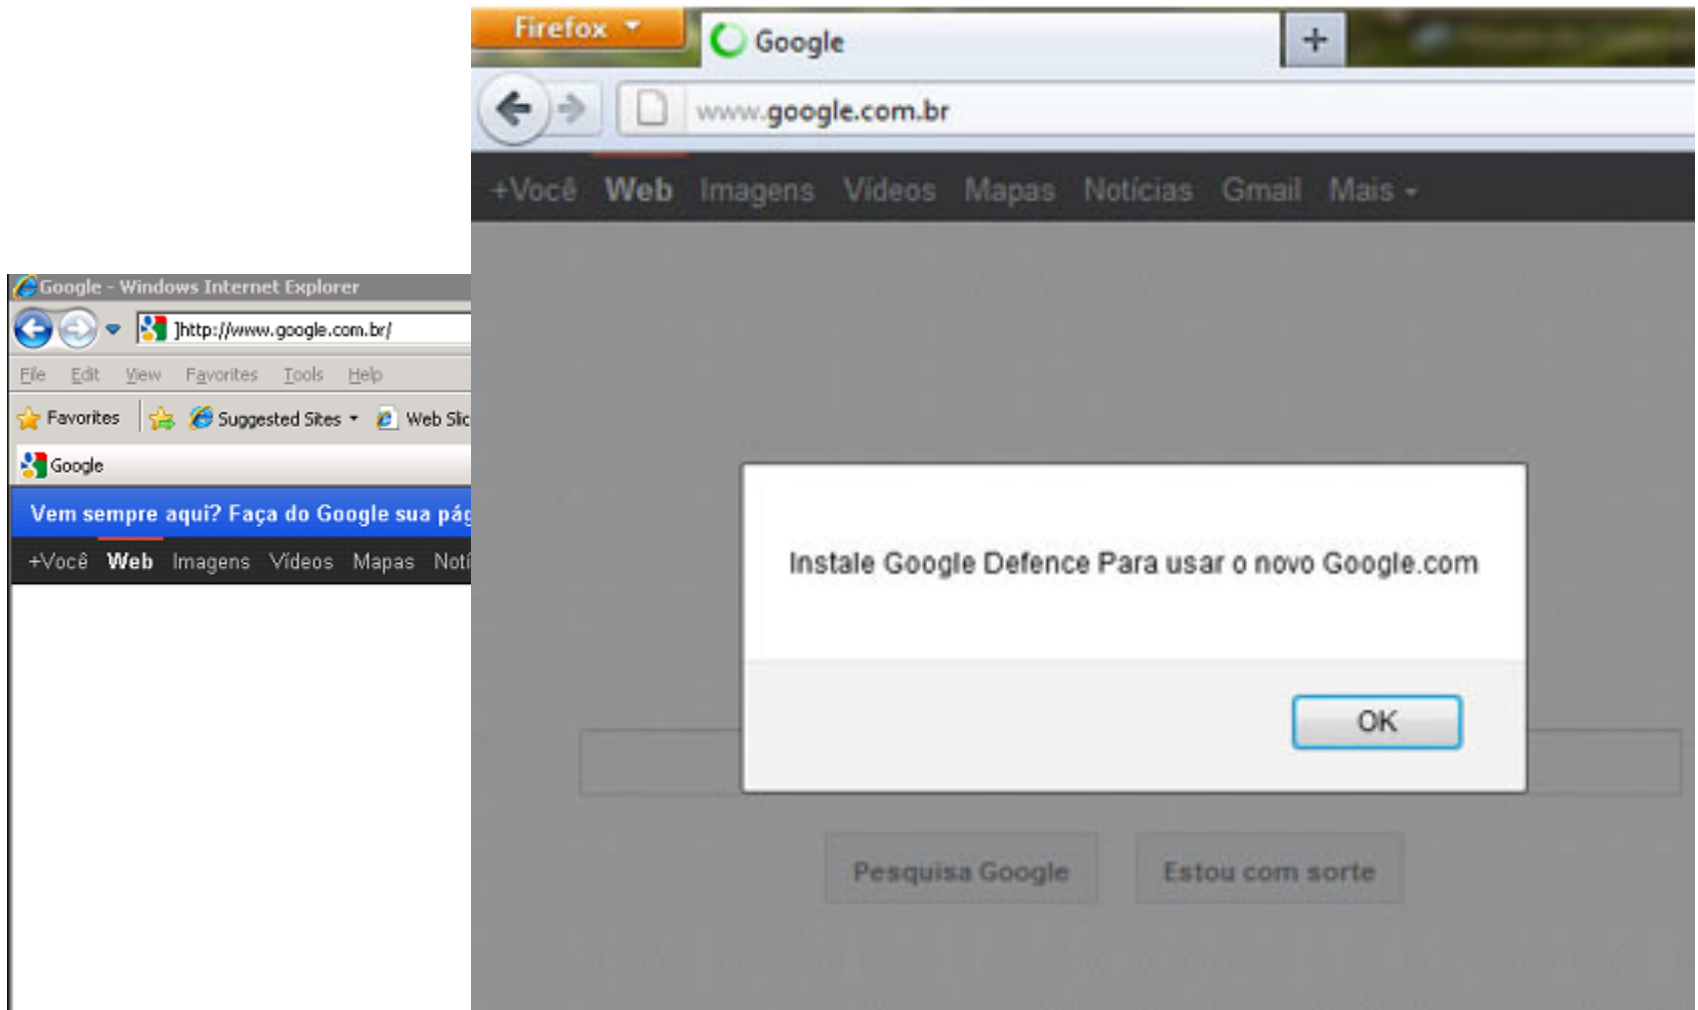 Firefox
Google
www.google.com.br
+Você Web Imagens Vídeos Mapas Notícias Gmail Mais
Instale Google Defence Para usar o novo Google.com
OK
Pesquisa Google Estou com sorte
Google - Windows Internet Explorer
]http://www.google.com.br/
File Edit View Favorites Tools Help
Favorites Suggested Sites Web Slic
Google
Vem sempre aqui? Faça do Google sua pág
+Você Web Imagens Vídeos Mapas Notí